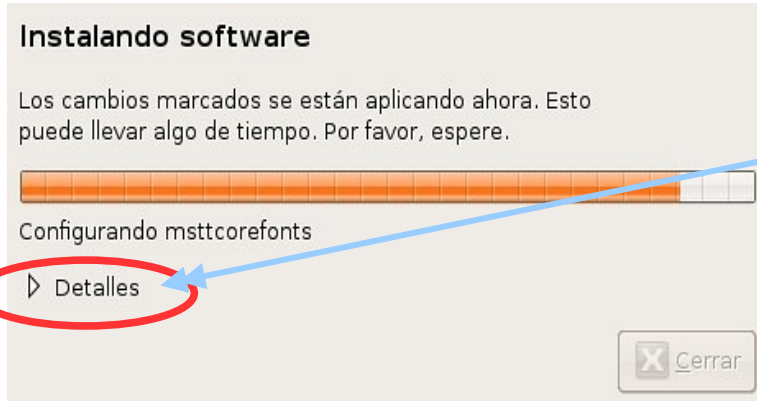 Instalando software
Los cambios marcados se están aplicando ahora. Esto
puede llevar algo de tiempo. Por favor, espere.
Configurando msttcorefonts
Detalles
Cerrar